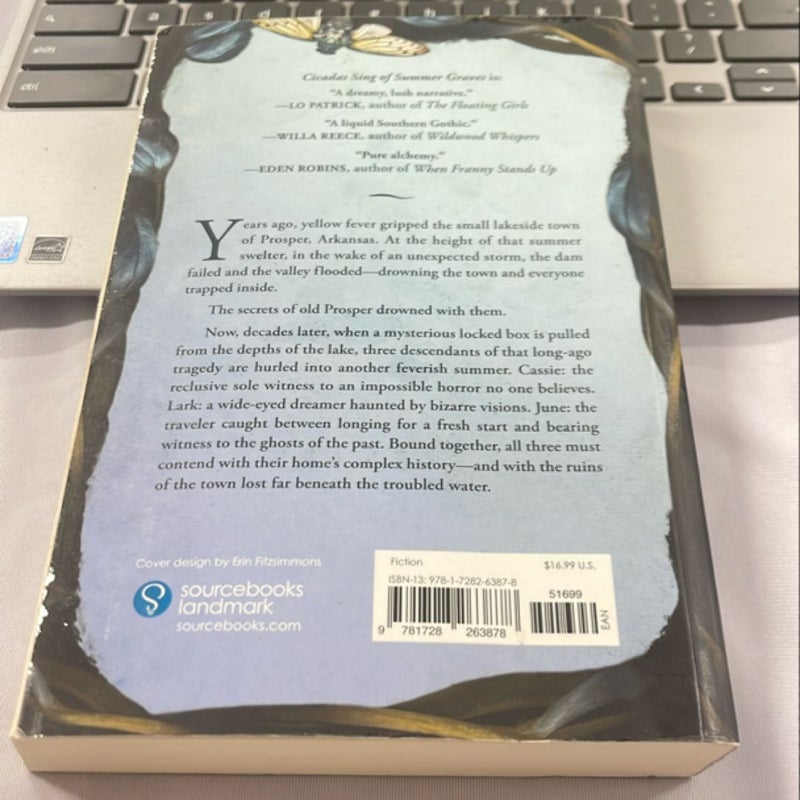 shift
ctrl
Cicadas Sing of Summer Graves is:
"A dreamy, lush narrative."
—LO PATRICK, author of The Floating Girls
"A liquid Southern Gothic."
—WILLA REECE, author of Wildwood Whispers
"Pure alchemy."
—EDEN ROBINS, author of When Franny Stands Up
Years ago, yellow fever gripped the small lakeside town
of Prosper, Arkansas. At the height of that summer
swelter, in the wake of an unexpected storm, the dam
failed and the valley flooded—drowning the town and everyone
trapped inside.
The secrets of old Prosper drowned with them.
Now, decades later, when a mysterious locked box is pulled
from the depths of the lake, three descendants of that long-ago
tragedy are hurled into another feverish summer. Cassie: the
reclusive sole witness to an impossible horror no one believes.
Lark: a wide-eyed dreamer haunted by bizarre visions. June: the
traveler caught between longing for a fresh start and bearing
witness to the ghosts of the past. Bound together, all three must
contend with their home's complex history—and with the ruins
of the town lost far beneath the troubled water.
Cover design by Erin Fitzsimmons
sourcebooks
landmark
sourcebooks.com
Fiction
$16.99 U.S.
ISBN-13: 978-1-7282-6387-8
51699
EAN
9 781728 263878